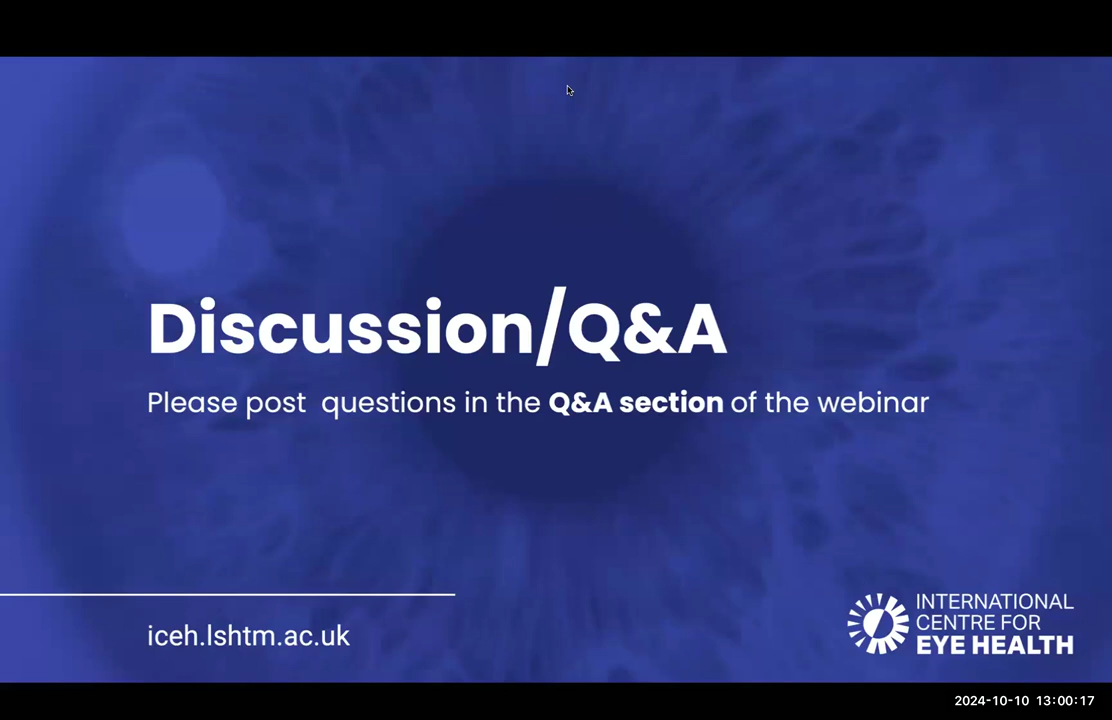 Discussion/Q&A
Please post  questions in the Q&A section of the webinar
iceh.lshtm.ac.uk
INTERNATIONAL
CENTRE FOR
EYE HEALTH
2024-10-10 13:00:17